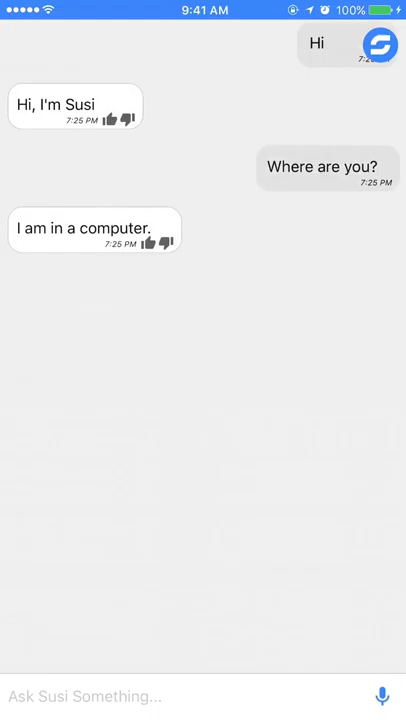 9:41 AM
100%
Hi
Hi, I'm Susi
7:25 PM
Where are you?
7:25 PM
I am in a computer.
7:25 PM
Ask Susi Something...